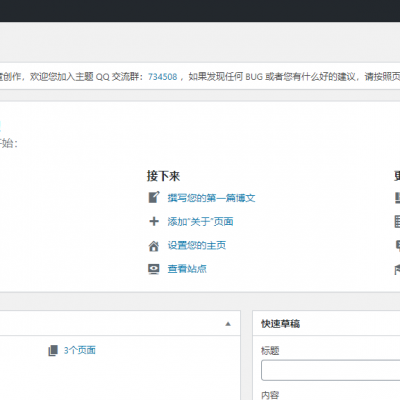 创作，欢迎您加入主题 QQ 交流群：734508 ，如果发现任何 BUG 或者您有什么好的建议，请按照页
始：
接下来
撰写您的第一篇博文
添加“关于”页面
设置您的主页
查看站点
快速草稿
3个页面
标题
内容